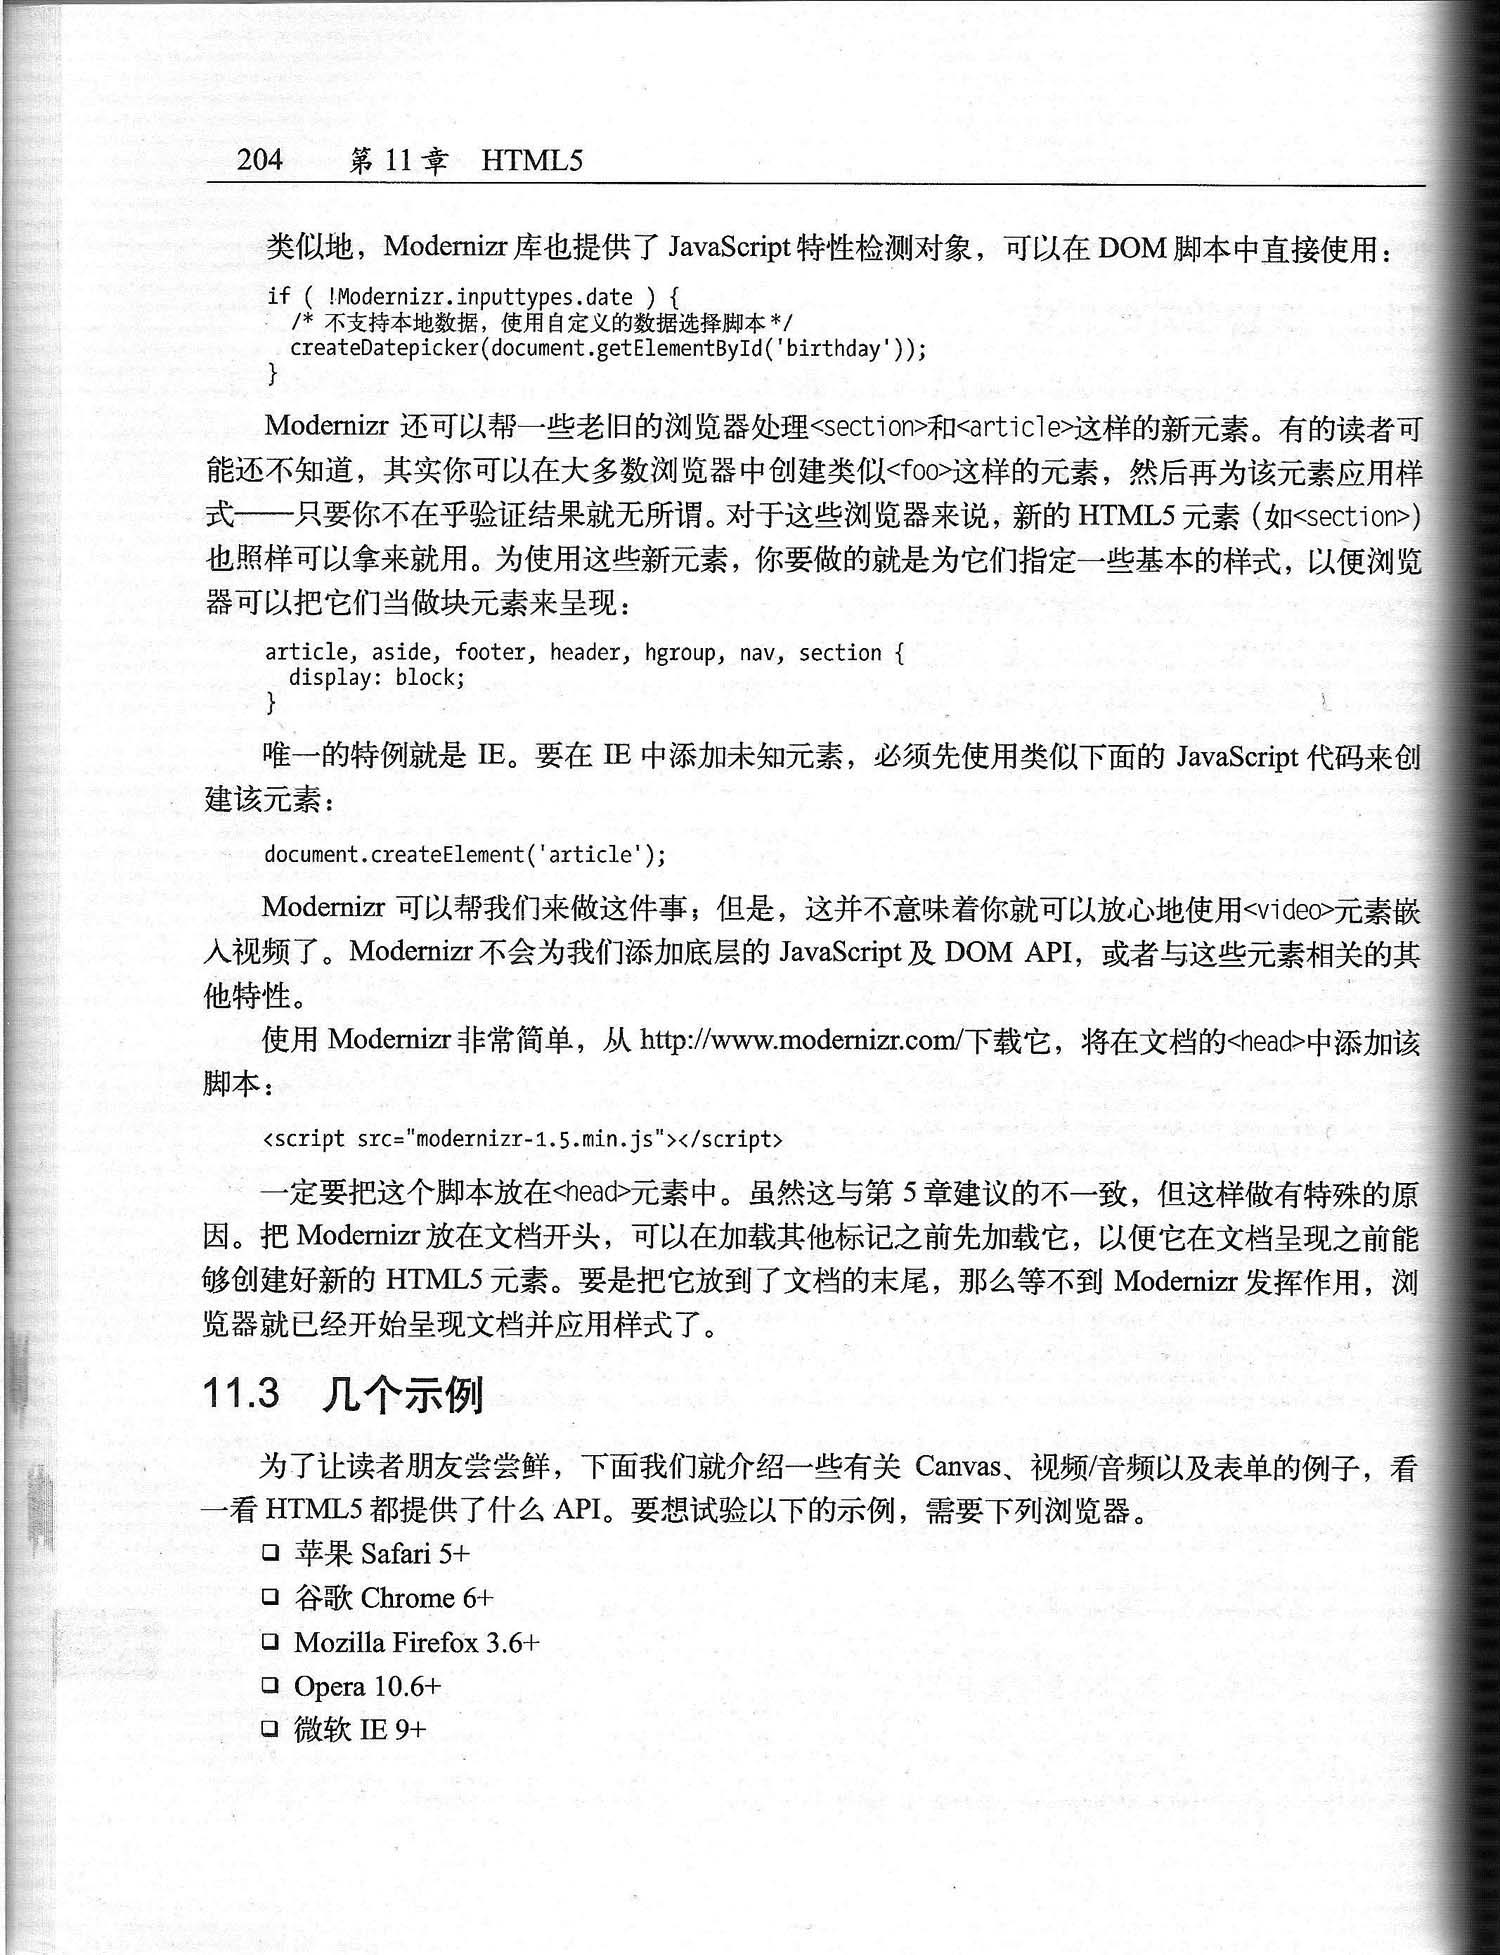 204 第 11 章 HTML5
类似地，Modernizr 库也提供了 JavaScript 特性检测对象，可以在 DOM 脚本中直接使用：
if ( !Modernizr.inputtypes.date ) {
/* 不支持本地数据，使用自定义的数据选择脚本*/
createDatepicker(document.getElementById('birthday'));
}
Modernizr 还可以帮一些老旧的浏览器处理<section>和<article>这样的新元素。有的读者可
能还不知道，其实你可以在大多数浏览器中创建类似<foo>这样的元素，然后再为该元素应用样
式——只要你不在乎验证结果就无所谓。对于这些浏览器来说，新的 HTML5 元素（如<section>）
也照样可以拿来就用。为使用这些新元素，你要做的就是为它们指定一些基本的样式，以便浏览
器可以把它们当做块元素来呈现：
article, aside, footer, header, hgroup, nav, section {
display: block;
}
唯一的特例就是 IE。要在 IE 中添加未知元素，必须先使用类似下面的 JavaScript 代码来创
建该元素：
document.createElement('article');
Modernizr 可以帮我们来做这件事；但是，这并不意味着你就可以放心地使用<video>元素嵌
入视频了。Modernizr 不会为我们添加底层的 JavaScript 及 DOM API，或者与这些元素相关的其
他特性。
使用 Modernizr 非常简单，从 http://www.modernizr.com/下载它，将在文档的<head>中添加该
脚本：
<script src="modernizr-1.5.min.js"></script>
一定要把这个脚本放在<head>元素中。虽然这与第 5 章建议的不一致，但这样做有特殊的原
因。把 Modernizr 放在文档开头，可以在加载其他标记之前先加载它，以便它在文档呈现之前能
够创建好新的 HTML5 元素。要是把它放到了文档的末尾，那么等不到 Modernizr 发挥作用，浏
览器就已经开始呈现文档并应用样式了。
11.3 几个示例
为了让读者朋友尝尝鲜，下面我们就介绍一些有关 Canvas、视频/音频以及表单的例子，看
一看 HTML5 都提供了什么 API。要想试验以下的示例，需要下列浏览器。
❑ 苹果 Safari 5+
❑ 谷歌 Chrome 6+
❑ Mozilla Firefox 3.6+
❑ Opera 10.6+
❑ 微软 IE 9+